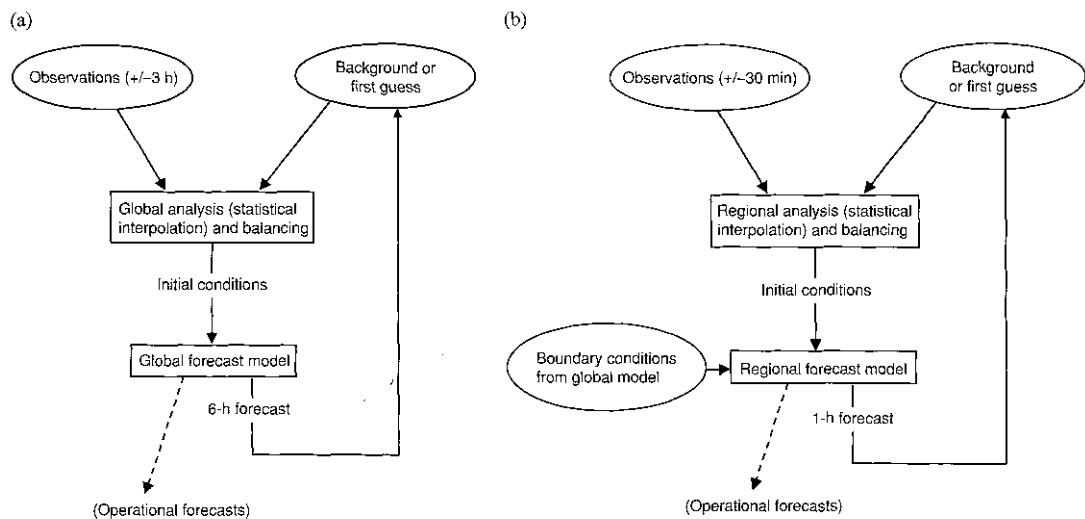 (a)
Observations (+/–3 h)
Background or
first guess
Global analysis (statistical
interpolation) and balancing
Initial conditions
Global forecast model
6-h forecast
(Operational forecasts)
(b)
Observations (+/–30 min)
Background
or first guess
Regional analysis (statistical
interpolation) and balancing
Initial conditions
Boundary conditions
from global model
Regional forecast model
1-h forecast
(Operational forecasts)